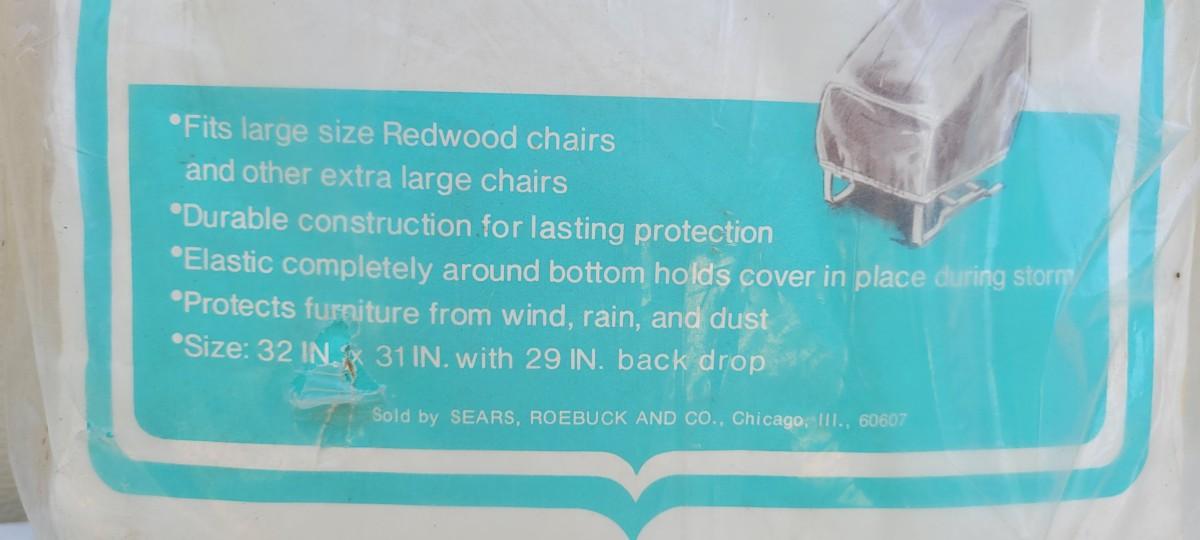 •Fits large size Redwood chairs
and other extra large chairs
•Durable construction for lasting protection
•Elastic completely around bottom holds cover in place during storm
•Protects furniture from wind, rain, and dust
•Size: 32 IN. x 31 IN. with 29 IN. back drop
Sold by SEARS, ROEBUCK AND CO., Chicago, Ill., 60607